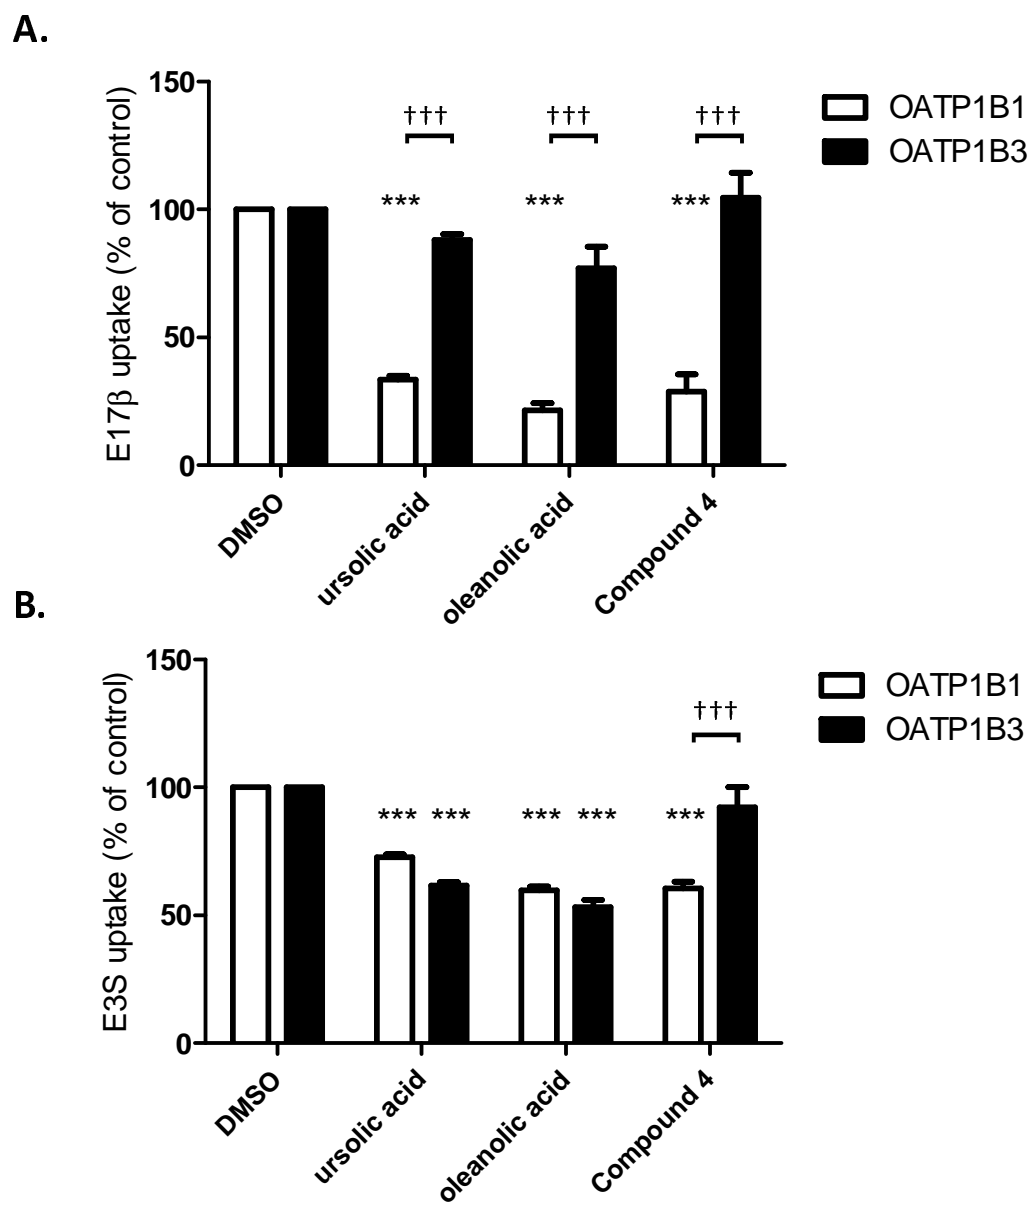 A.
150
100
50
0
E17β uptake (% of control)
††† ††† †††
*** *** ***
OATP1B1
OATP1B3
DMSO
ursolic acid
oleanolic acid
Compound 4
B.
150
100
50
0
E3S uptake (% of control)
†††
*** *** *** *** ***
OATP1B1
OATP1B3
DMSO
ursolic acid
oleanolic acid
Compound 4